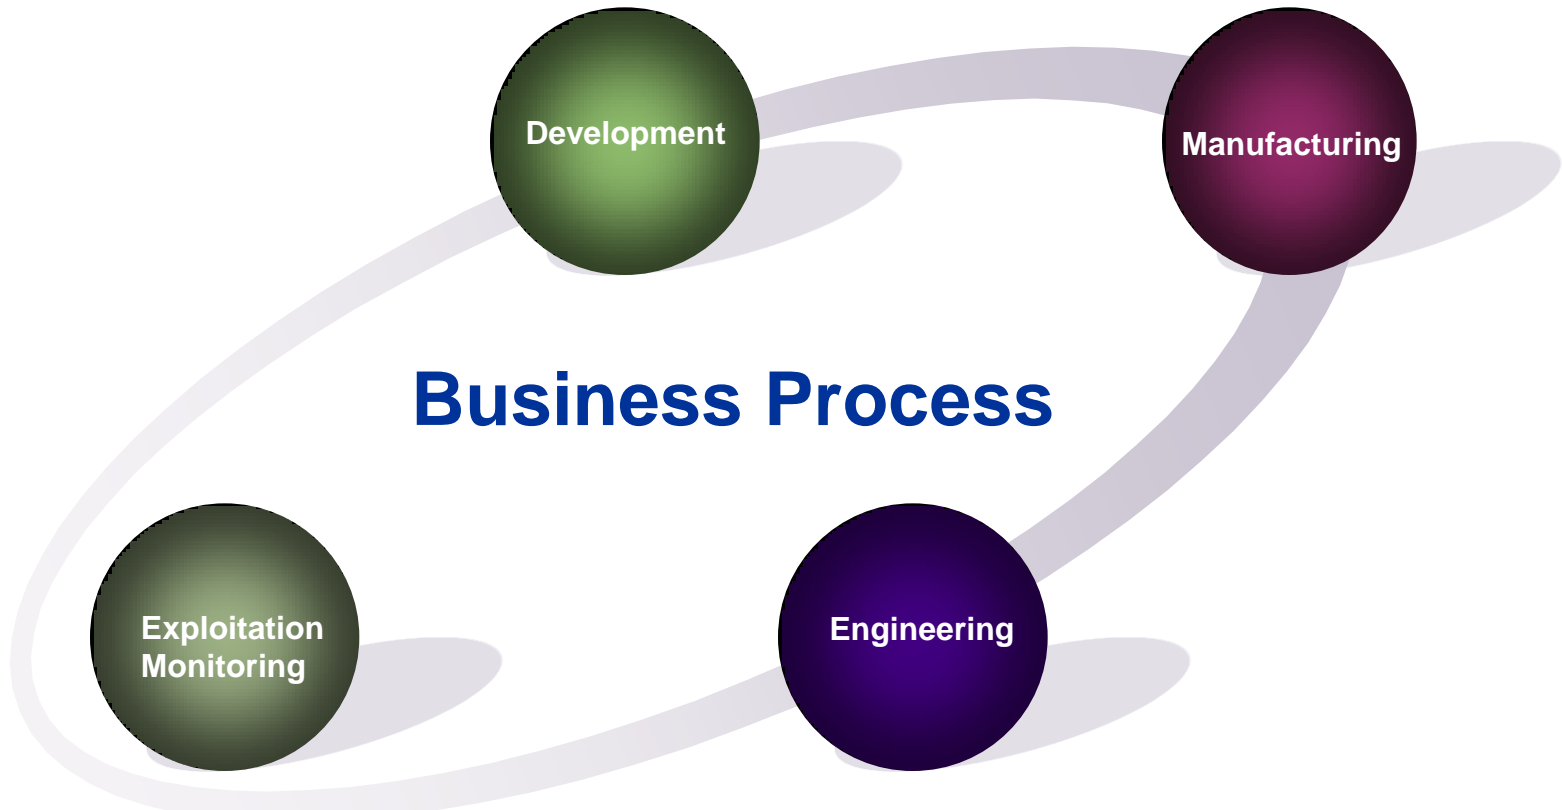 Development
Manufacturing
Business Process
Exploitation
Monitoring
Engineering